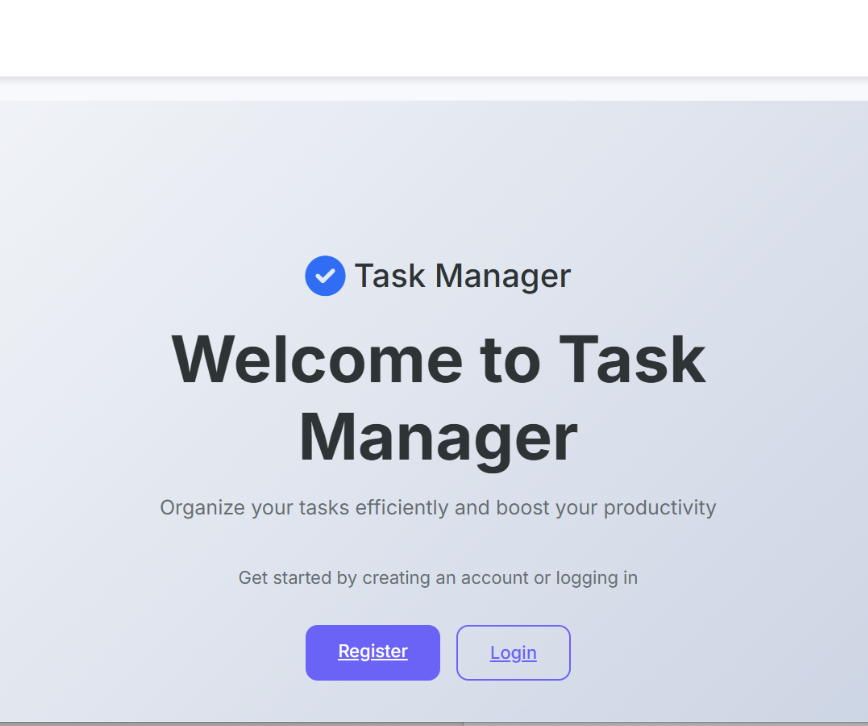 Task Manager
Welcome to Task
Manager
Organize your tasks efficiently and boost your productivity
Get started by creating an account or logging in
Register
Login